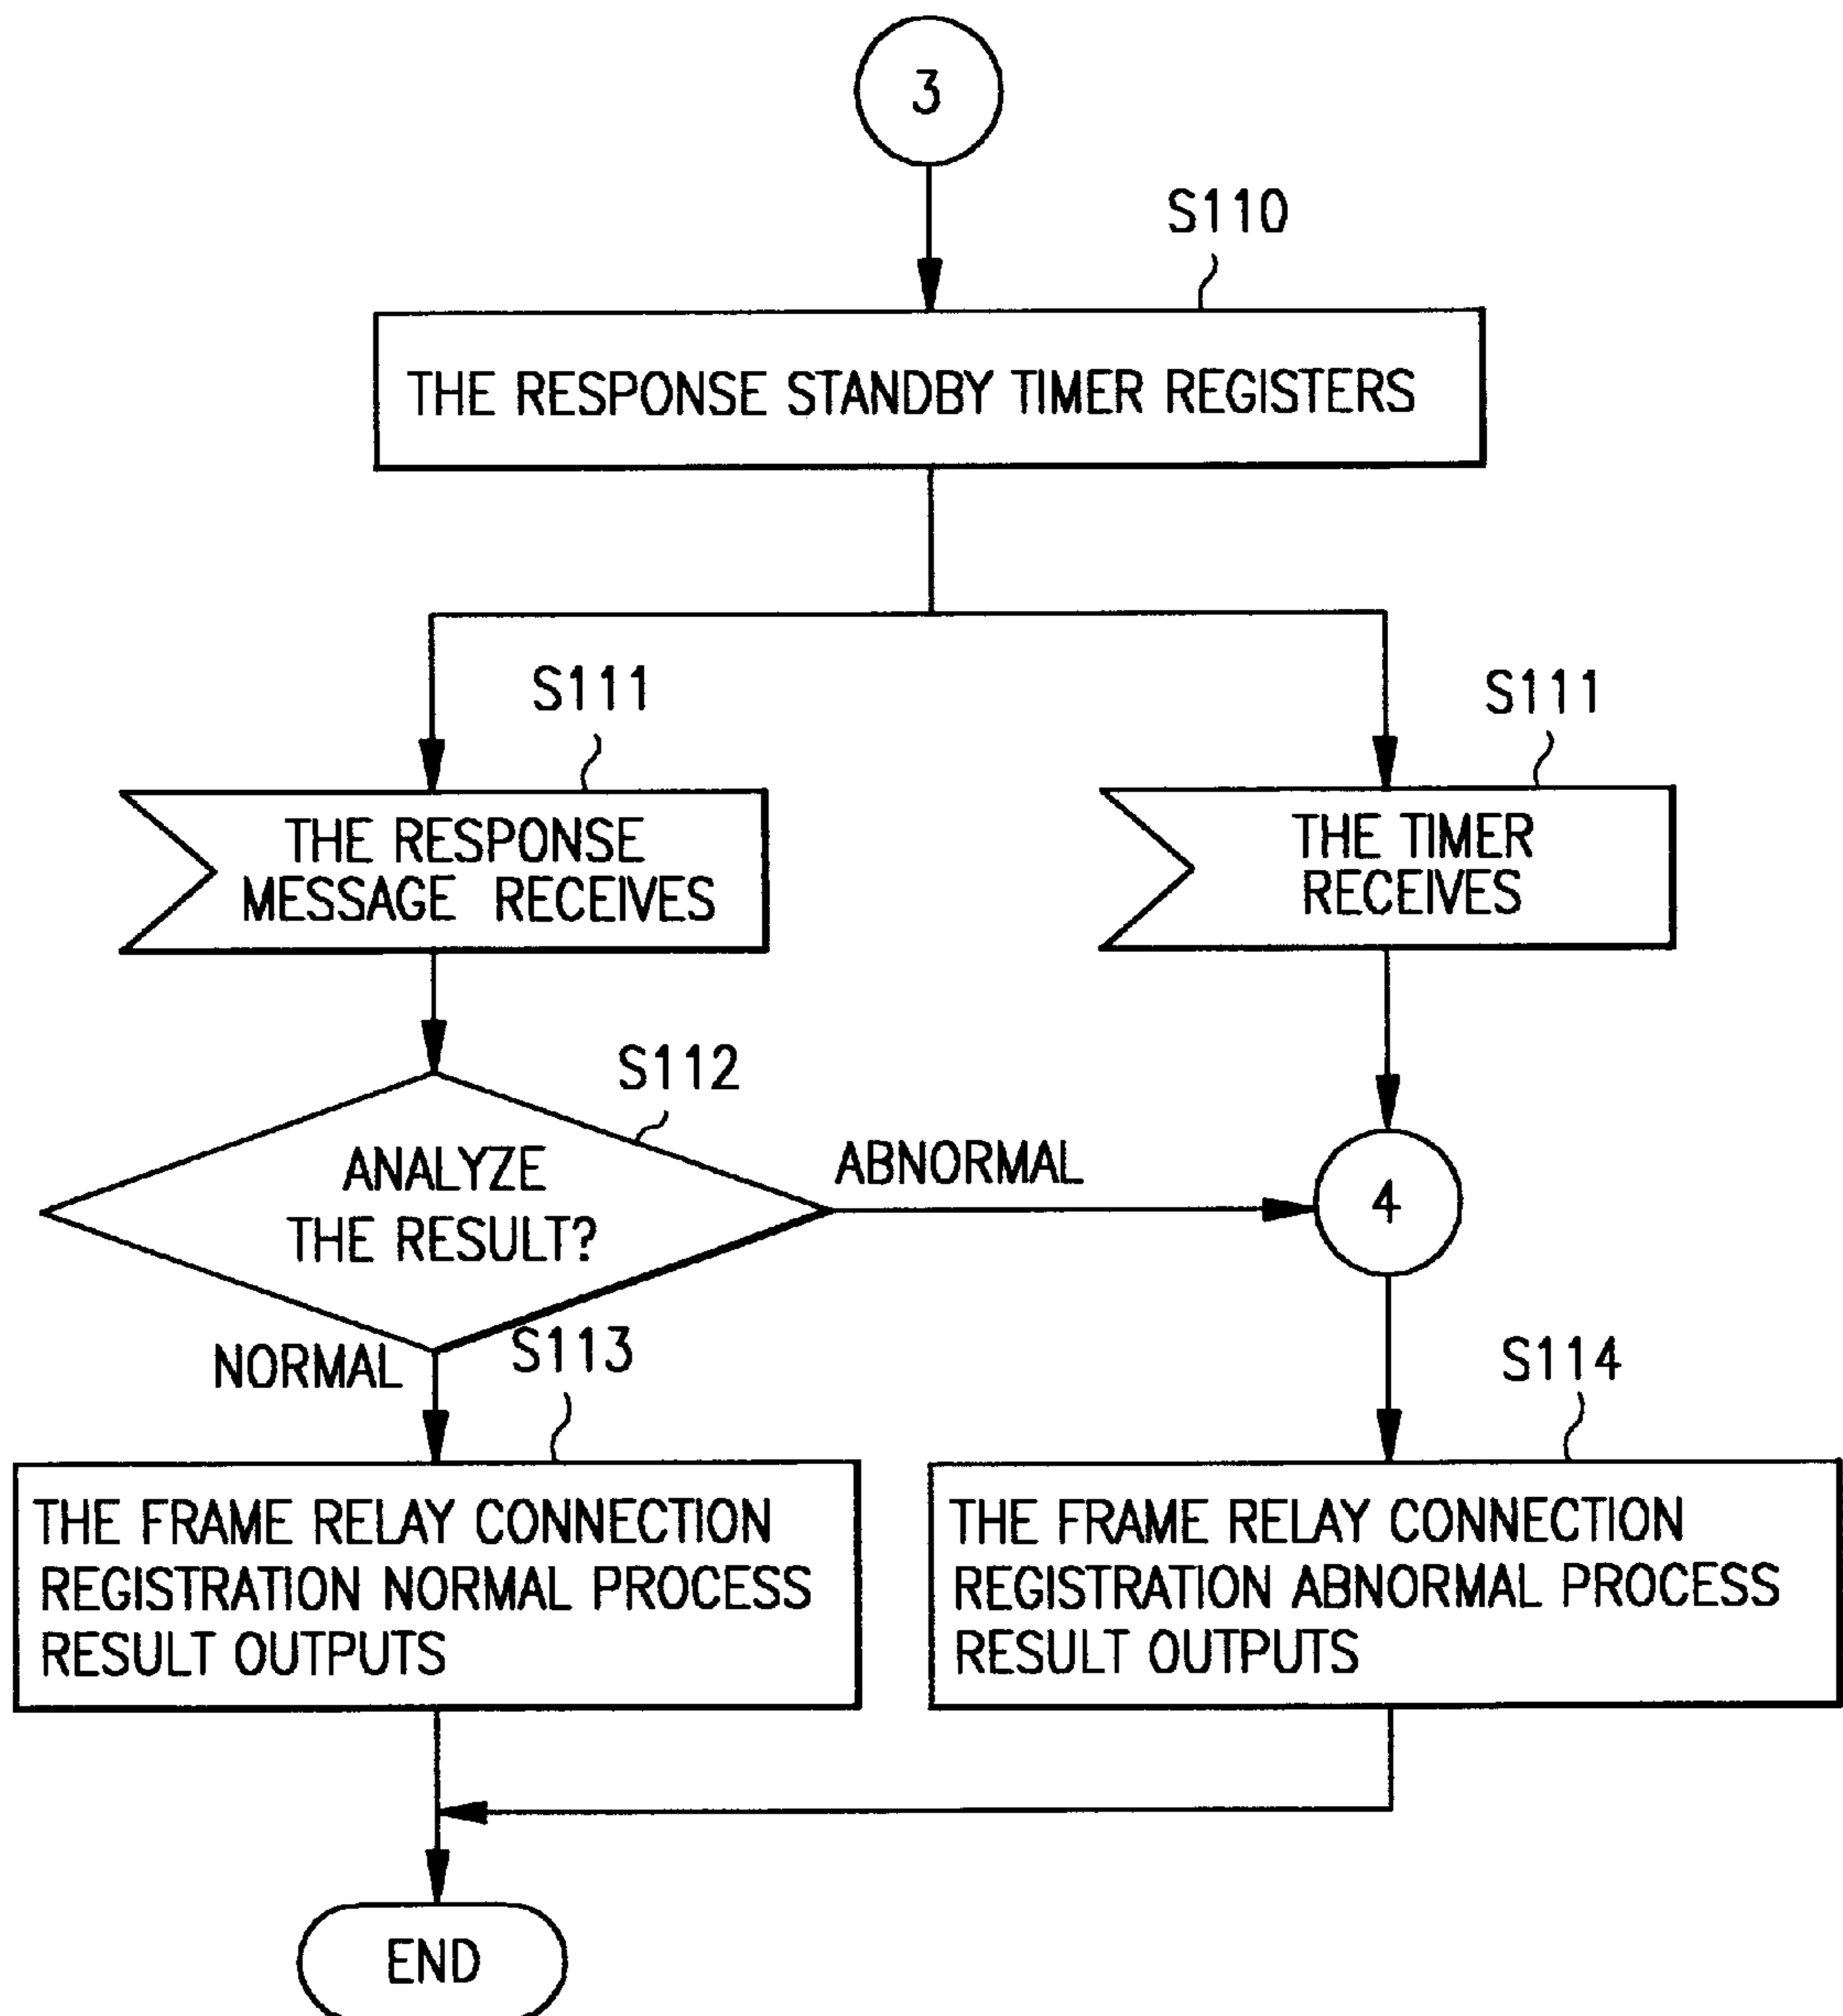 3
S110
THE RESPONSE STANDBY TIMER REGISTERS
S111
THE RESPONSE
MESSAGE RECEIVES
S111
THE TIMER
RECEIVES
S112
ANALYZE
THE RESULT?
ABNORMAL
4
NORMAL
S113
THE FRAME RELAY CONNECTION
REGISTRATION NORMAL PROCESS
RESULT OUTPUTS
S114
THE FRAME RELAY CONNECTION
REGISTRATION ABNORMAL PROCESS
RESULT OUTPUTS
END